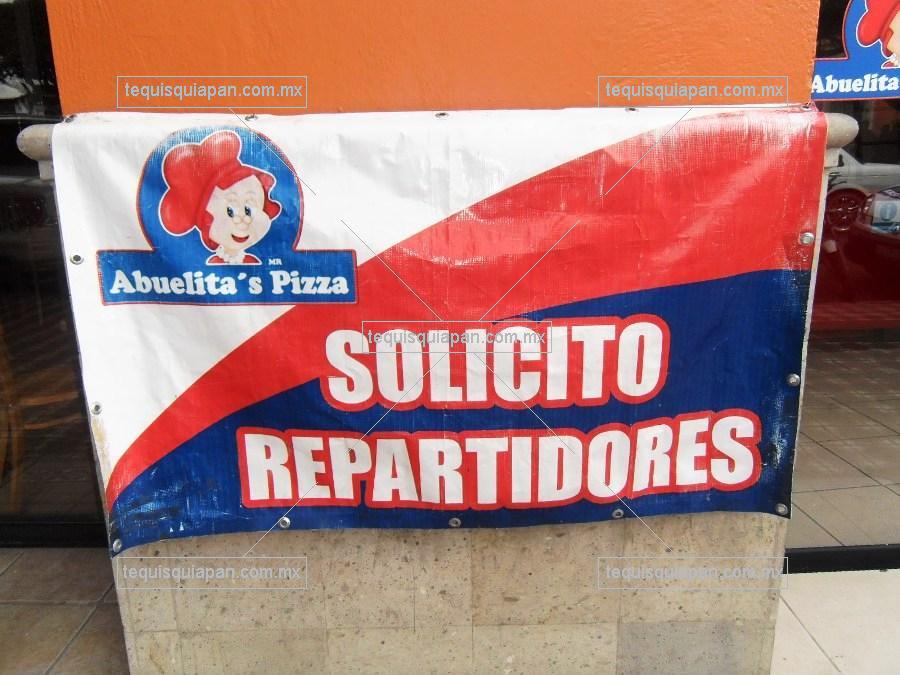 tequisquiapan.com.mx
tequisquiapan.com.mx
Abuelita
MR
Abuelita´s Pizza
SOLICITO
tequisquiapan.com.mx
REPARTIDORES
tequisquiapan.com.mx
tequisquiapan.com.mx